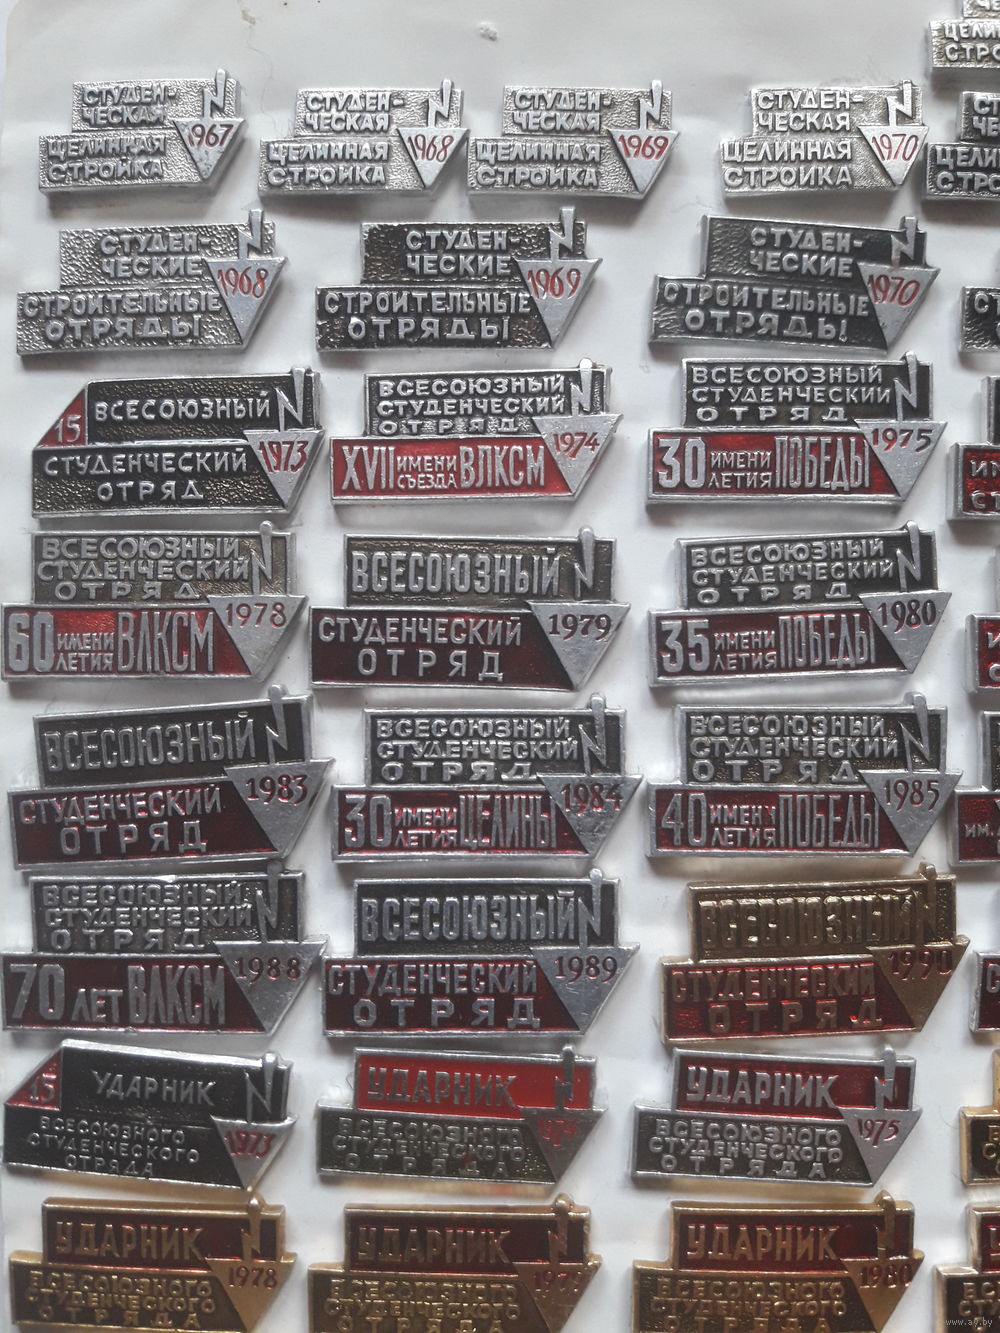 СТУДЕН-
ЧЕСКАЯ
ЦЕЛИННАЯ
СТРОЙКА
1967
СТУДЕН-
ЧЕСКАЯ
ЦЕЛИННАЯ
СТРОЙКА
1968
СТУДЕН-
ЧЕСКАЯ
ЦЕЛИННАЯ
СТРОЙКА
1969
СТУДЕН-
ЧЕСКАЯ
ЦЕЛИННАЯ
СТРОЙКА
1970
СТУДЕН-
ЧЕСКИЕ
СТРОИТЕЛЬНЫЕ
ОТРЯДЫ
1968
СТУДЕН-
ЧЕСКИЕ
СТРОИТЕЛЬНЫЕ
ОТРЯДЫ
1969
СТУДЕН-
ЧЕСКИЕ
СТРОИТЕЛЬНЫЕ
ОТРЯДЫ
1970
15 ВСЕСОЮЗНЫЙ
СТУДЕНЧЕСКИЙ
ОТРЯД
1973
ВСЕСОЮЗНЫЙ
СТУДЕНЧЕСКИЙ
ОТРЯД
XVII ИМЕНИ СЪЕЗДА ВЛКСМ
1974
ВСЕСОЮЗНЫЙ
СТУДЕНЧЕСКИЙ
ОТРЯД
30 ИМЕНИ ЛЕТИЯ ПОБЕДЫ
1975
ВСЕСОЮЗНЫЙ
СТУДЕНЧЕСКИЙ
ОТРЯД
60 ИМЕНИ ЛЕТИЯ ВЛКСМ
1978
ВСЕСОЮЗНЫЙ
СТУДЕНЧЕСКИЙ
ОТРЯД
1979
ВСЕСОЮЗНЫЙ
СТУДЕНЧЕСКИЙ
ОТРЯД
35 ИМЕНИ ЛЕТИЯ ПОБЕДЫ
1980
ВСЕСОЮЗНЫЙ
СТУДЕНЧЕСКИЙ
ОТРЯД
1983
ВСЕСОЮЗНЫЙ
СТУДЕНЧЕСКИЙ
ОТРЯД
30 ИМЕНИ ЛЕТИЯ ЦЕЛИНЫ
1984
ВСЕСОЮЗНЫЙ
СТУДЕНЧЕСКИЙ
ОТРЯД
40 ИМЕНИ ЛЕТИЯ ПОБЕДЫ
1985
ВСЕСОЮЗНЫЙ
СТУДЕНЧЕСКИЙ
ОТРЯД
70 ЛЕТ ВЛКСМ
1988
ВСЕСОЮЗНЫЙ
СТУДЕНЧЕСКИЙ
ОТРЯД
1989
ВСЕСОЮЗНЫЙ
СТУДЕНЧЕСКИЙ
ОТРЯД
1990
15 УДАРНИК
ВСЕСОЮЗНОГО
СТУДЕНЧЕСКОГО
ОТРЯДА
1973
УДАРНИК
ВСЕСОЮЗНОГО
СТУДЕНЧЕСКОГО
ОТРЯДА
1974
УДАРНИК
ВСЕСОЮЗНОГО
СТУДЕНЧЕСКОГО
ОТРЯДА
1975
УДАРНИК
ВСЕСОЮЗНОГО
СТУДЕНЧЕСКОГО
ОТРЯДА
1978
УДАРНИК
ВСЕСОЮЗНОГО
СТУДЕНЧЕСКОГО
ОТРЯДА
1979
УДАРНИК
ВСЕСОЮЗНОГО
СТУДЕНЧЕСКОГО
ОТРЯДА
1980
www.ay.by